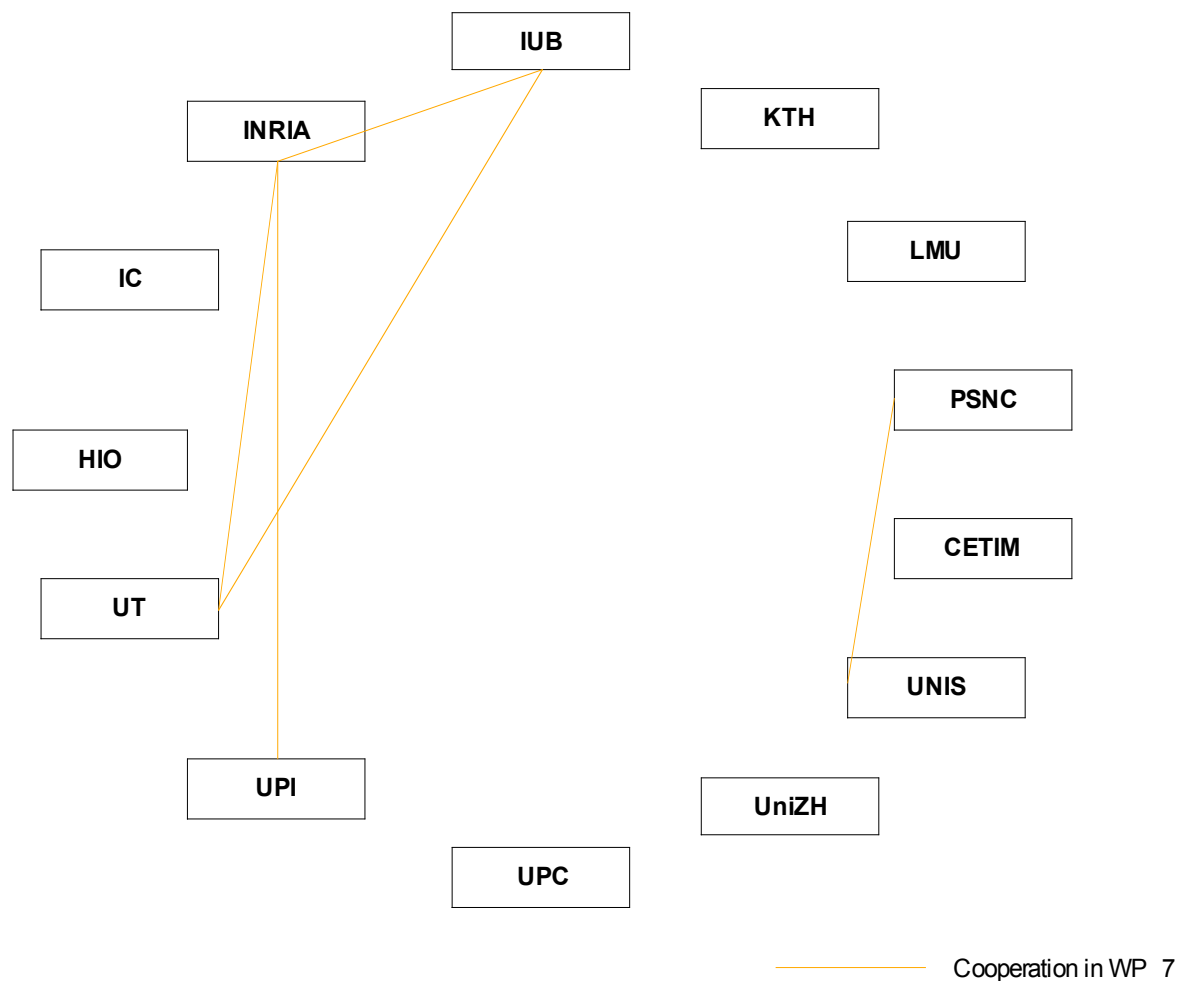 IUB
KTH
INRIA
LMU
IC
PSNC
HIO
CETIM
UT
UNIS
UPI
UniZH
UPC
Cooperation in WP 7